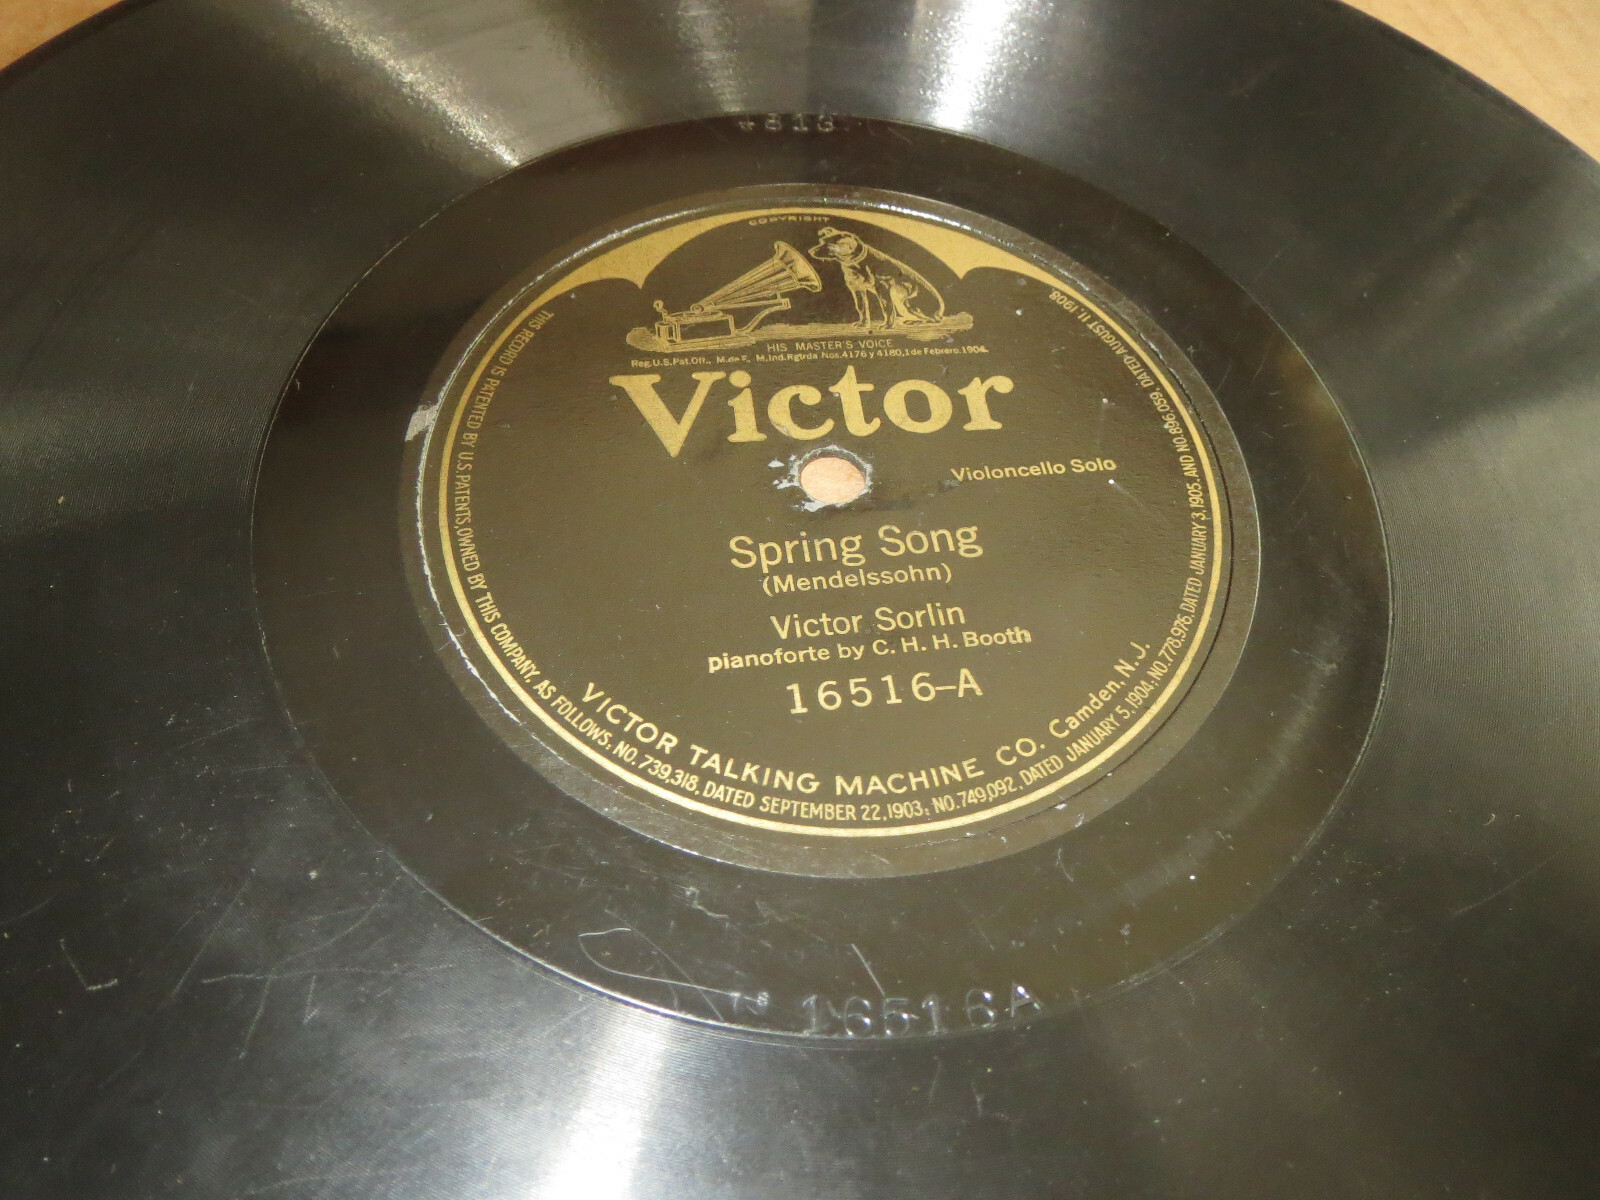 4816
COPYRIGHT
HIS MASTER'S VOICE
Reg.U.S.Pat.Off., M.de F. M.Ind.Rgtrda Nos.4176 y 4180,1 de Febrero.1904.
Victor
Violoncello Solo
Spring Song
(Mendelssohn)
Victor Sorlin
pianoforte by C. H. H. Booth
16516-A
VICTOR TALKING MACHINE CO. Camden, N.J.
THIS RECORD IS PATENTED BY U.S. PATENTS, OWNED BY THIS COMPANY, AS FOLLOWS: NO. 739,318, DATED SEPTEMBER 22, 1903; NO. 749,092, DATED JANUARY 5, 1904; NO. 778,976, DATED JANUARY 3, 1905, AND NO. 896,059, DATED AUGUST 11, 1908
16516A